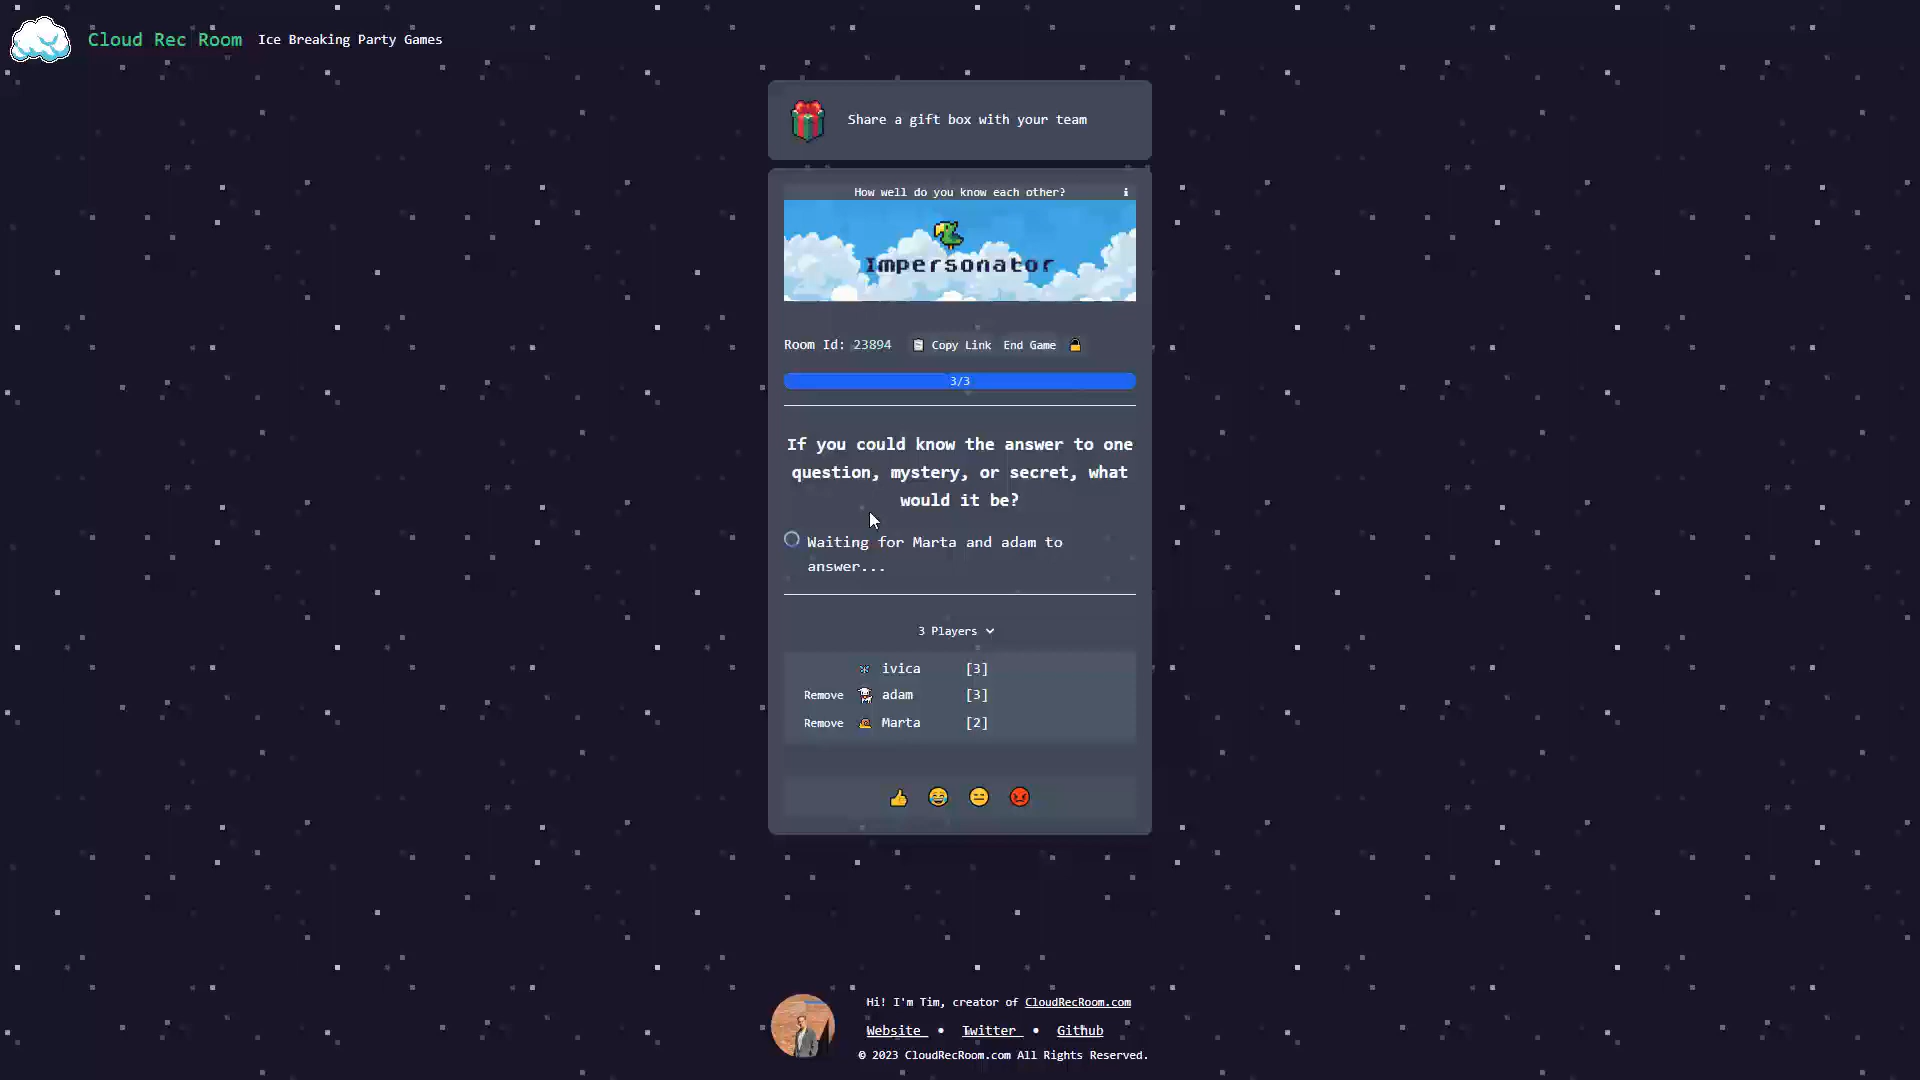 Cloud Rec Room Ice Breaking Party Games
Share a gift box with your team
How well do you know each other?
Impersonator
Room Id: 23894 Copy Link End Game
3/3
If you could know the answer to one
question, mystery, or secret, what
would it be?
Waiting for Marta and adam to
answer...
3 Players
ivica [3]
Remove adam [3]
Remove Marta [2]
Hi! I'm Tim, creator of CloudRecRoom.com
Website • Twitter • Github
© 2023 CloudRecRoom.com All Rights Reserved.